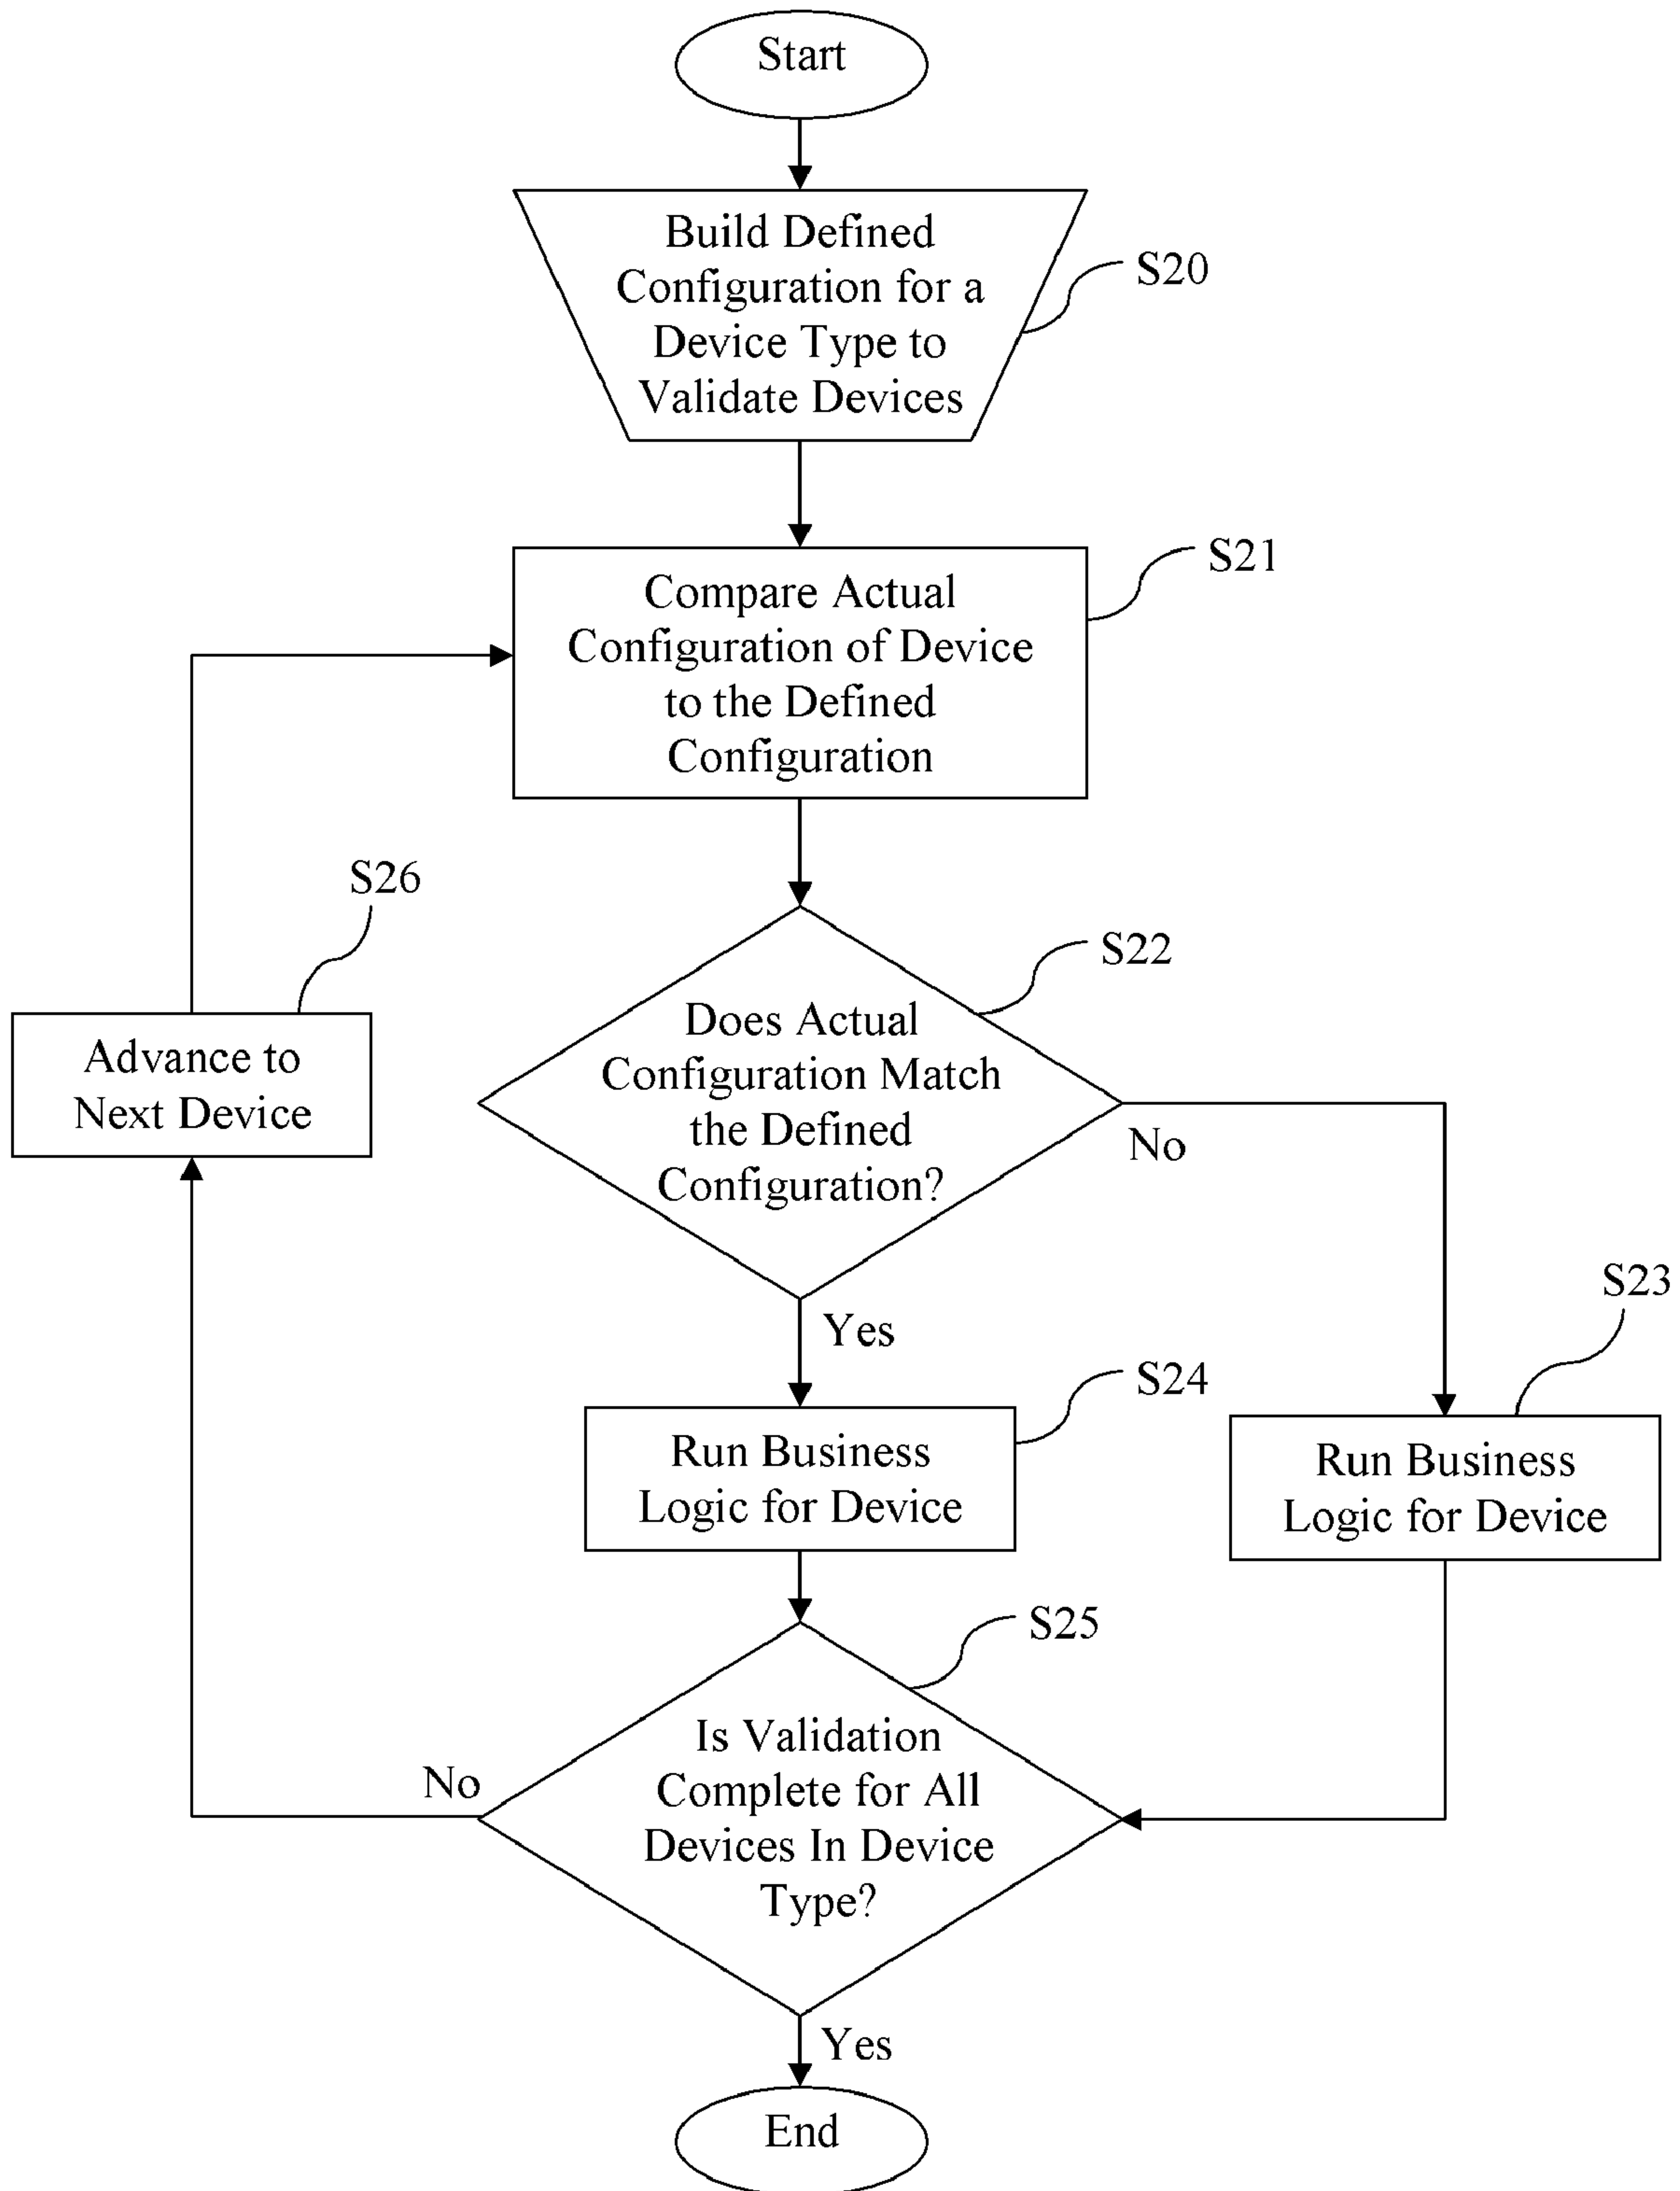 Start
Build Defined
Configuration for a
Device Type to
Validate Devices
S20
Compare Actual
Configuration of Device
to the Defined
Configuration
S21
S26
Advance to
Next Device
Does Actual
Configuration Match
the Defined
Configuration?
S22
No
Yes
S23
S24
Run Business
Logic for Device
Run Business
Logic for Device
S25
Is Validation
Complete for All
Devices In Device
Type?
No
Yes
End